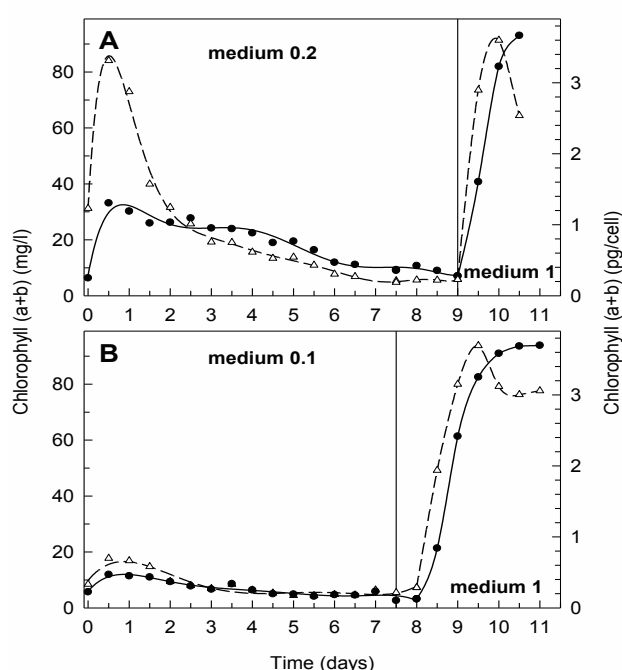 A
medium 0.2
80
60
40
20
0
3
2
1
0
medium 1
0 1 2 3 4 5 6 7 8 9 10 11
Chlorophyll (a+b) (mg/l)
Chlorophyll (a+b) (pg/cell)
B
medium 0.1
80
60
40
20
0
4
3
2
1
0
medium 1
0 1 2 3 4 5 6 7 8 9 10 11
Time (days)